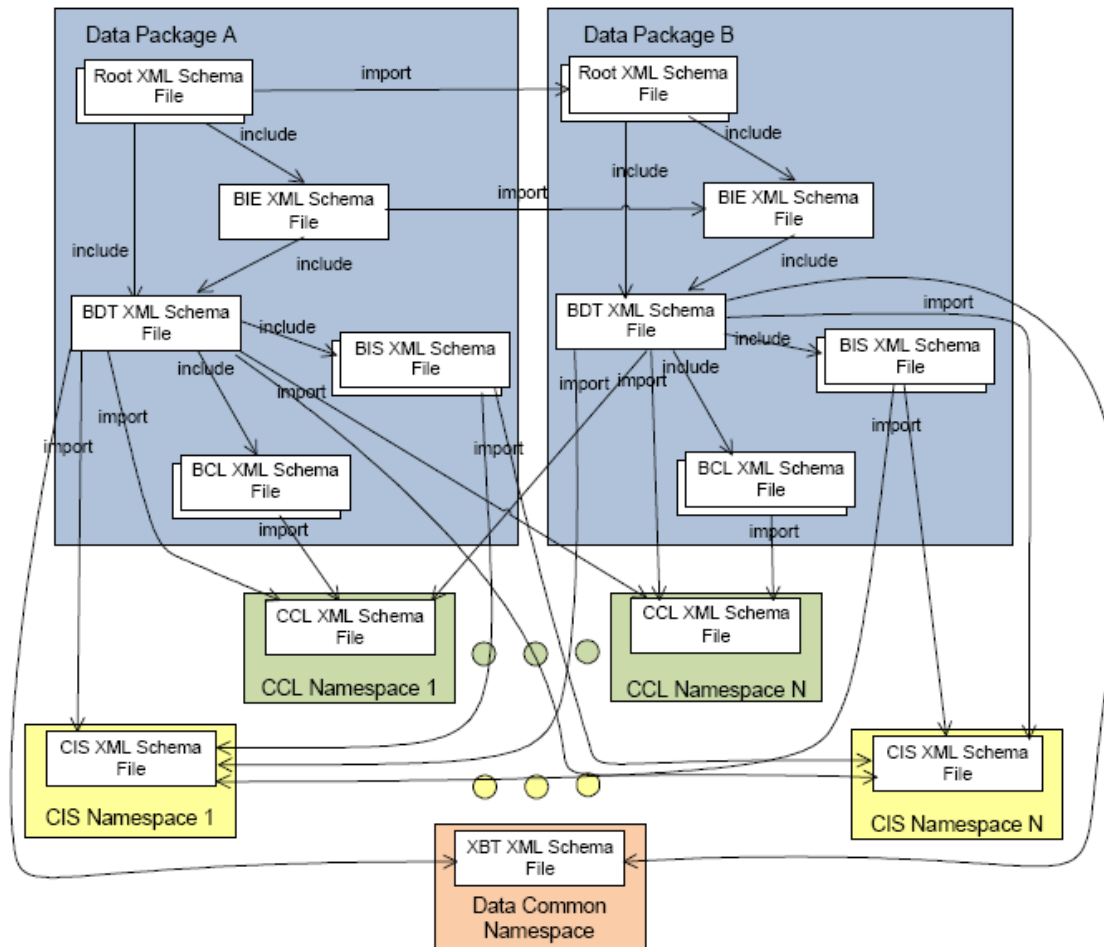 Data Package A
Data Package B
Root XML Schema
File
import
Root XML Schema
File
include
include
include
BIE XML Schema
File
import
BIE XML Schema
File
include
include
include
BDT XML Schema
File
BDT XML Schema
File
import
include
BIS XML Schema
File
include
BIS XML Schema
File
include
import
import
import
include
import
import
import
import
BCL XML Schema
File
BCL XML Schema
File
import
import
CCL XML Schema
File
CCL Namespace 1
CCL XML Schema
File
CCL Namespace N
CIS XML Schema
File
CIS Namespace 1
CIS XML Schema
File
CIS Namespace N
XBT XML Schema
File
Data Common
Namespace